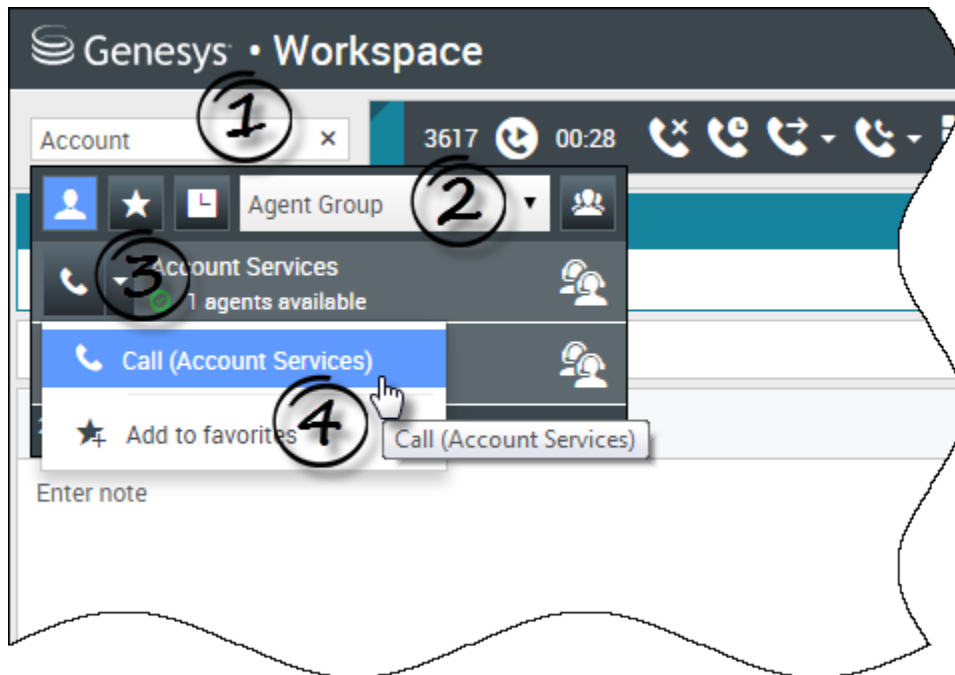 Genesys • Workspace
1
Account ×
3617 00:28
Agent Group 2
3
Account Services
1 agents available
Call (Account Services)
Add to favorites 4
Call (Account Services)
Enter note